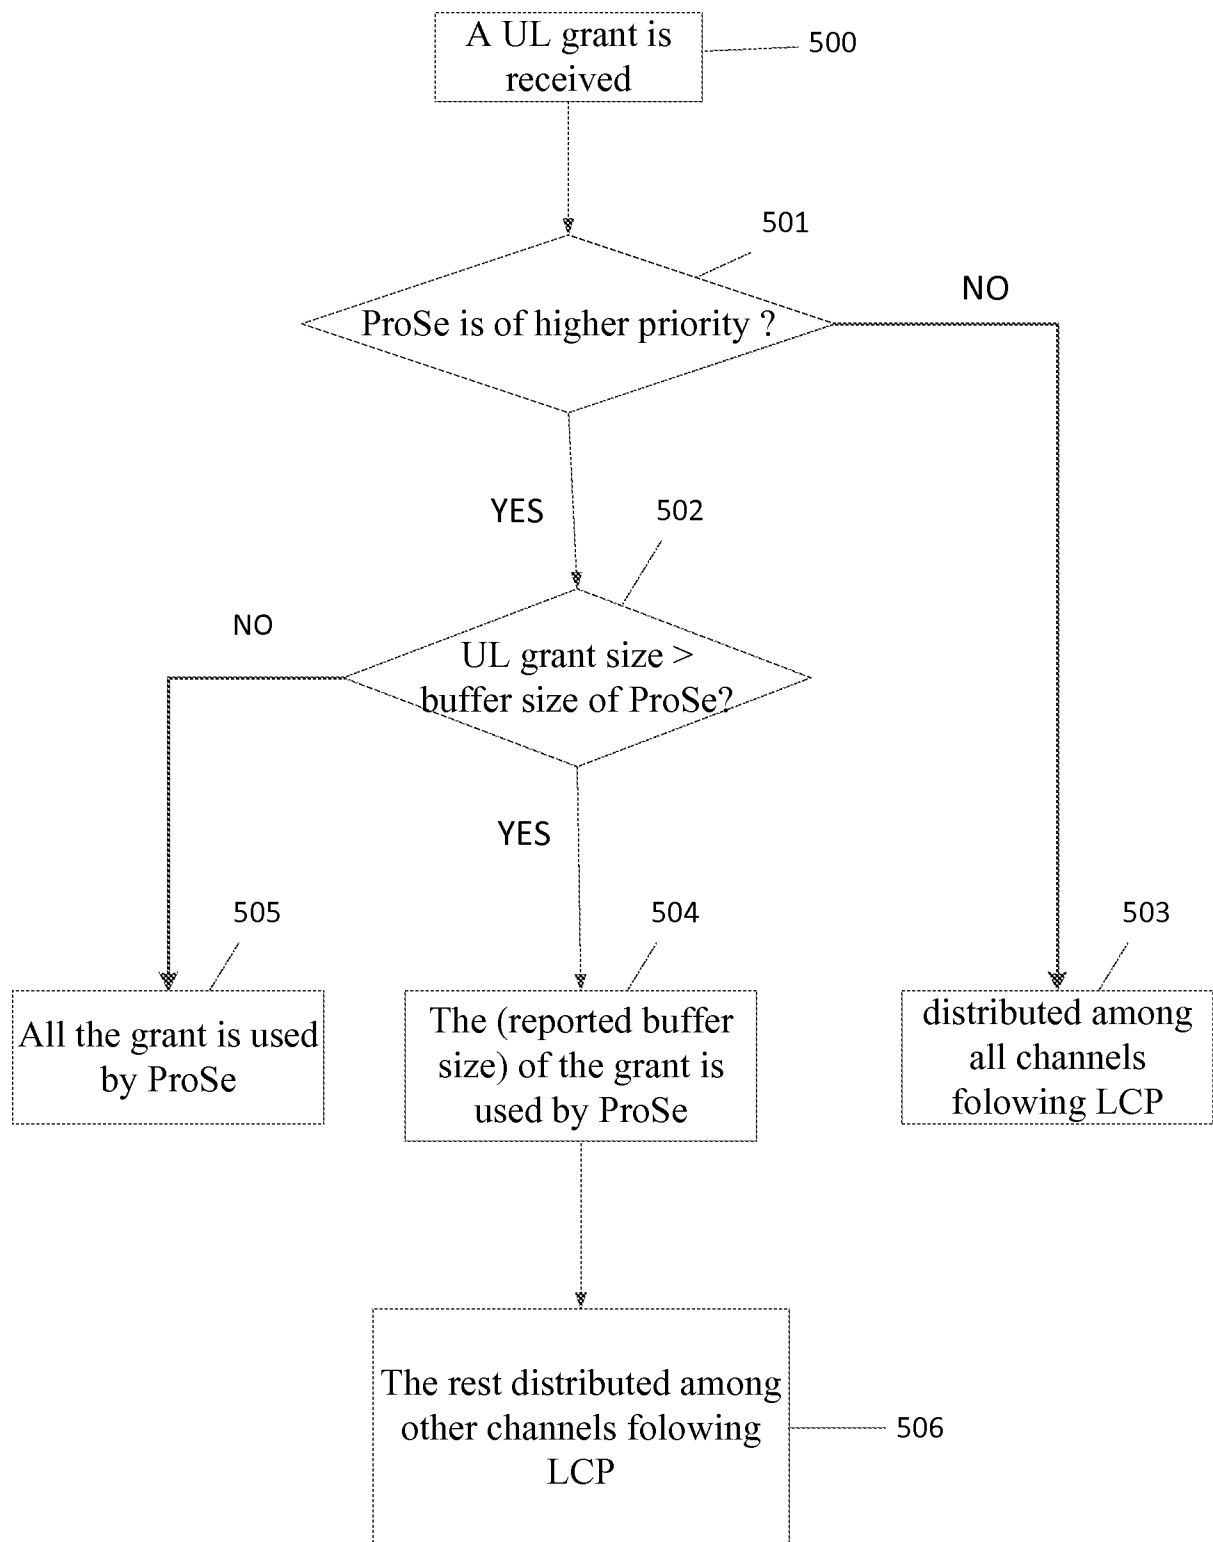 A UL grant is
received
500
501
NO
ProSe is of higher priority ?
YES
502
NO
UL grant size >
buffer size of ProSe?
YES
505
504
503
All the grant is used
by ProSe
The (reported buffer
size) of the grant is
used by ProSe
distributed among
all channels
folowing LCP
The rest distributed among
other channels folowing
LCP
506